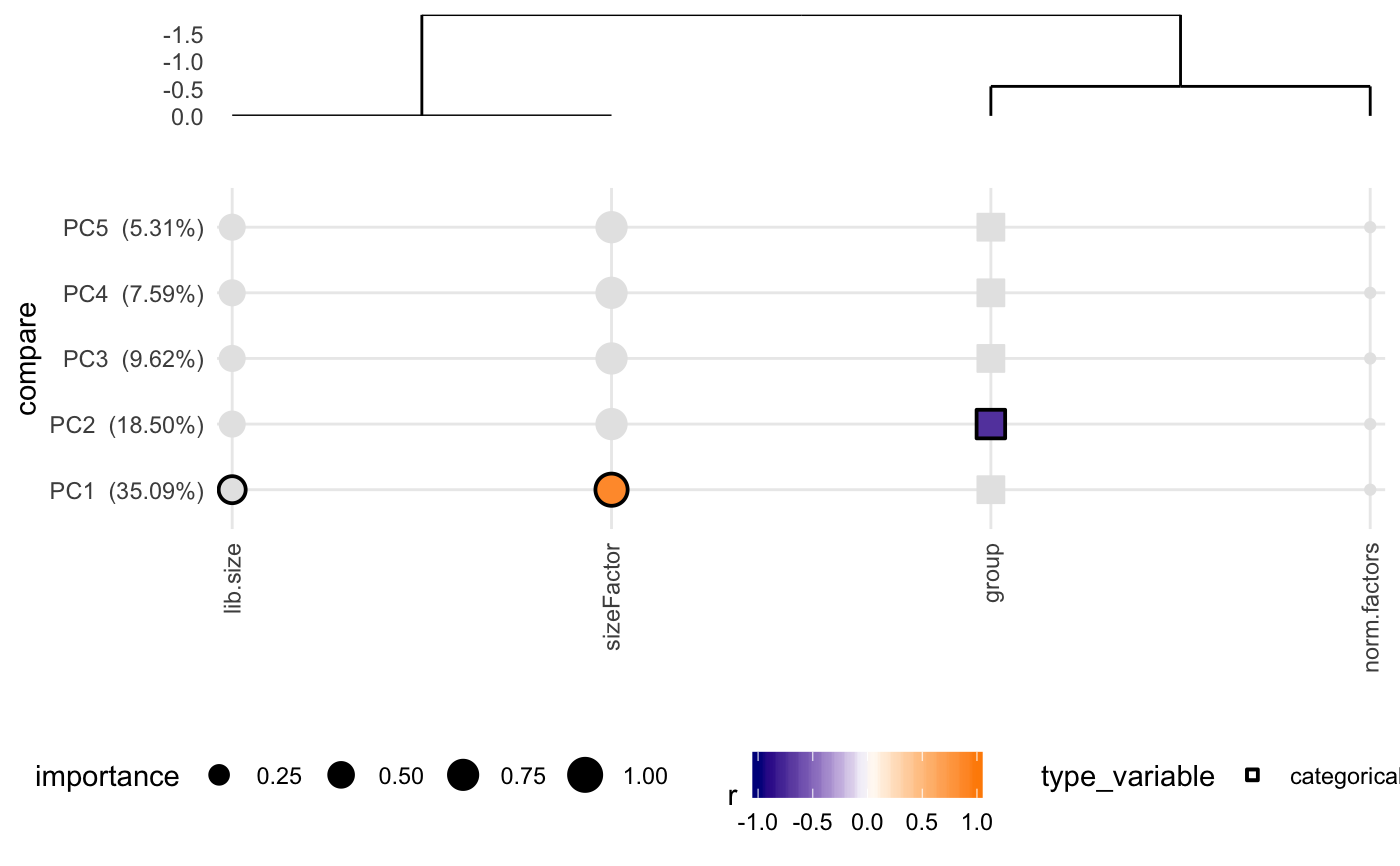 -1.5
-1.0
-0.5
0.0
compare
PC5 (5.31%)
PC4 (7.59%)
PC3 (9.62%)
PC2 (18.50%)
PC1 (35.09%)
lib.size
sizeFactor
group
norm.factors
importance 0.25 0.50 0.75 1.00
r
-1.0 -0.5 0.0 0.5 1.0
type_variable categorical